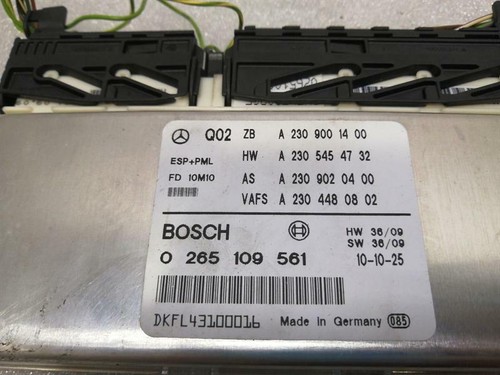 Q02 ZB A 230 900 14 00
ESP+PML HW A 230 545 47 32
FD 10M10 AS A 230 902 04 00
VAFS A 230 448 08 02
BOSCH HW 36/09
SW 36/09
0 265 109 561 10-10-25
DKFL43100016 Made In Germany 085